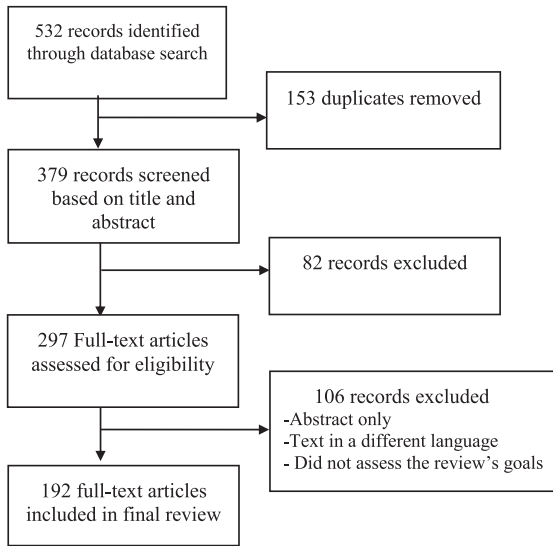 532 records identified
through database search
153 duplicates removed
379 records screened
based on title and
abstract
82 records excluded
297 Full-text articles
assessed for eligibility
106 records excluded
-Abstract only
-Text in a different language
- Did not assess the review's goals
192 full-text articles
included in final review